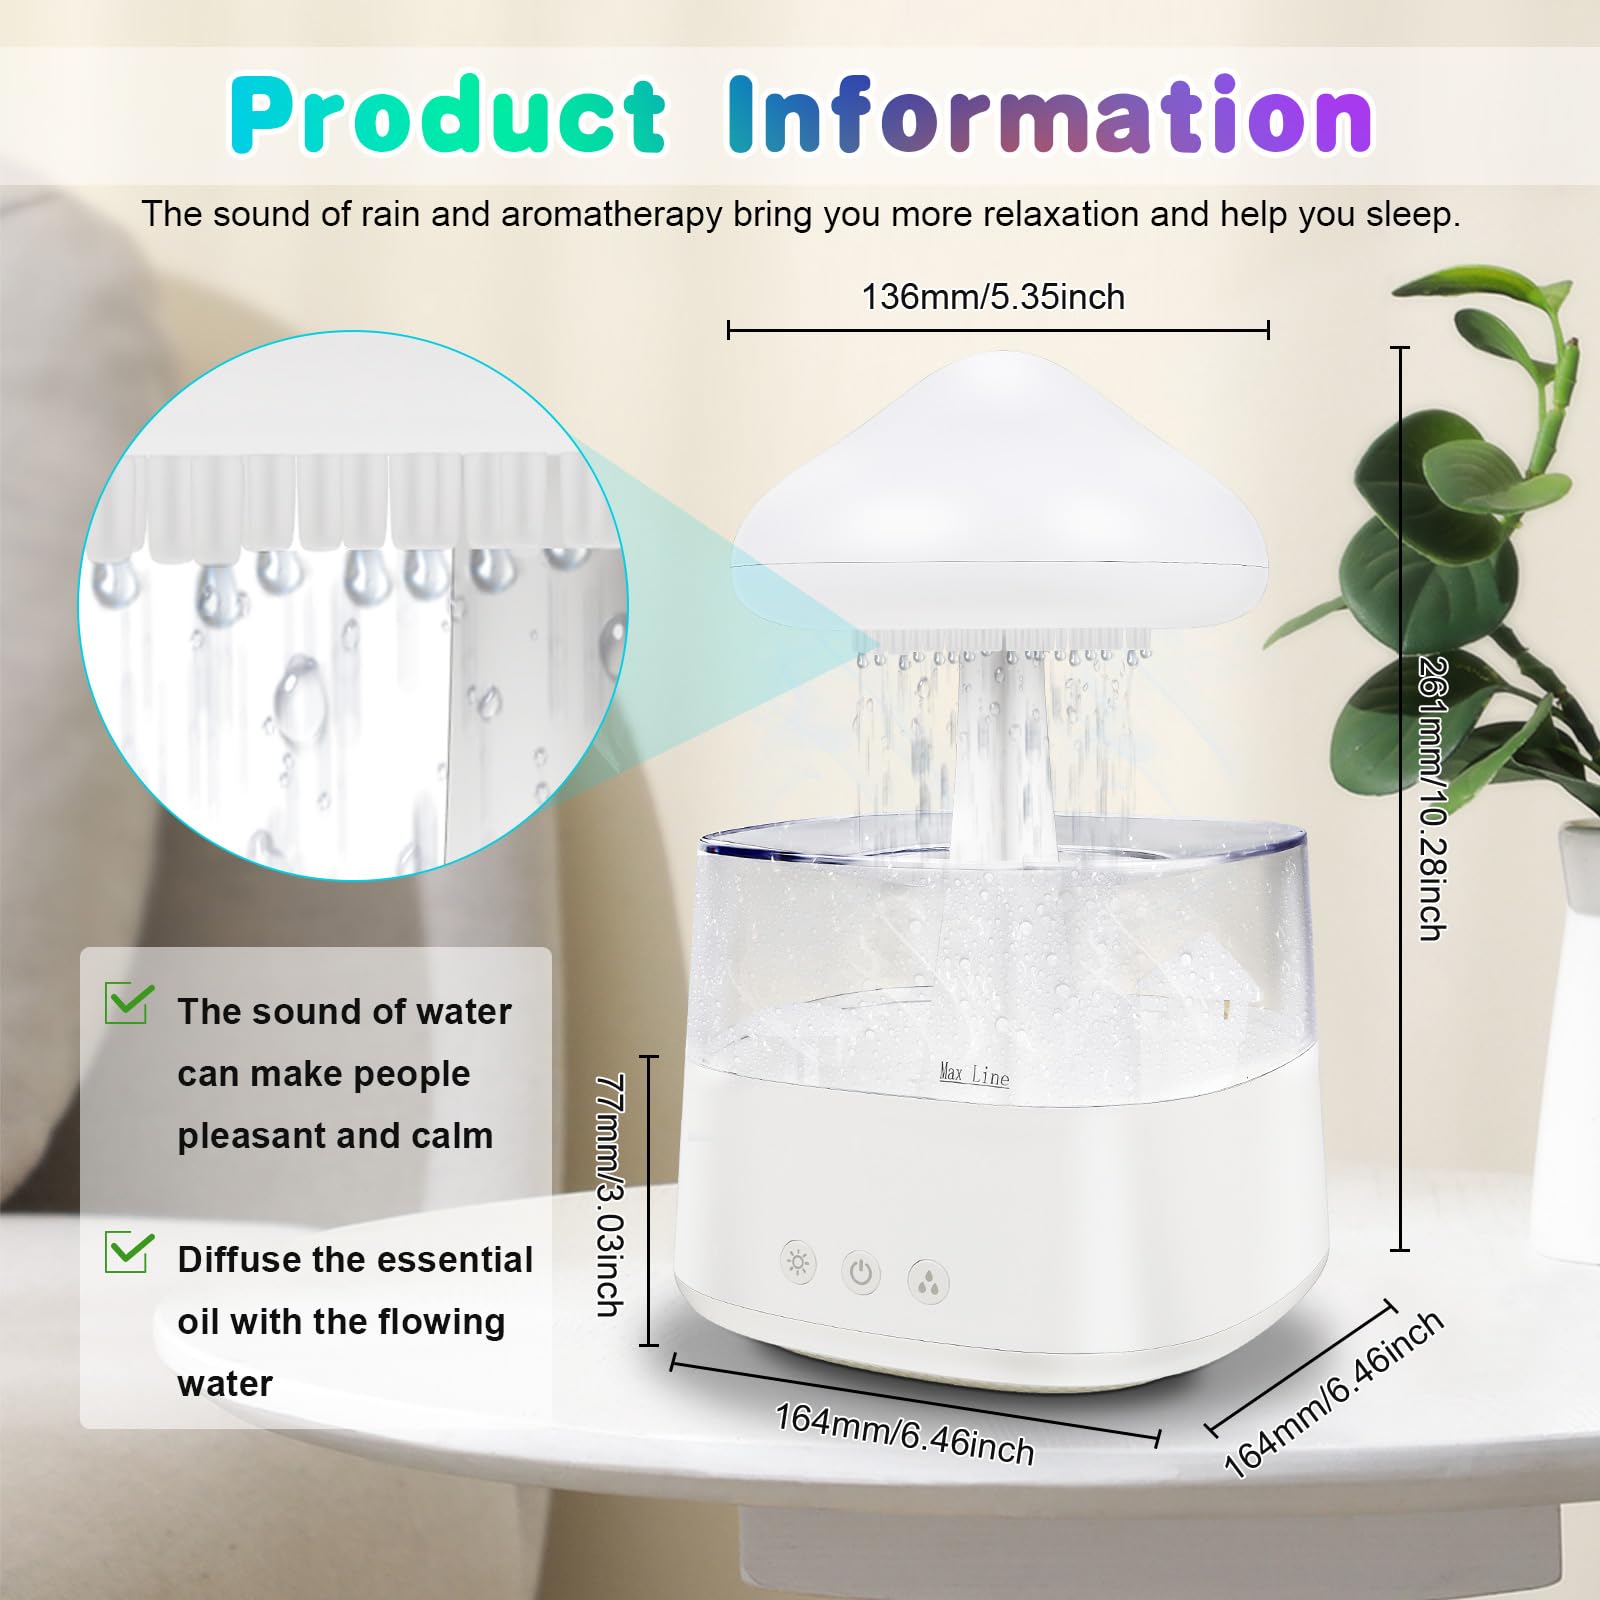 Product Information
The sound of rain and aromatherapy bring you more relaxation and help you sleep.
136mm/5.35inch
261mm/10.28inch
The sound of water
can make people
pleasant and calm
Diffuse the essential
oil with the flowing
water
Max Line
77mm/3.03inch
164mm/6.46inch
164mm/6.46inch